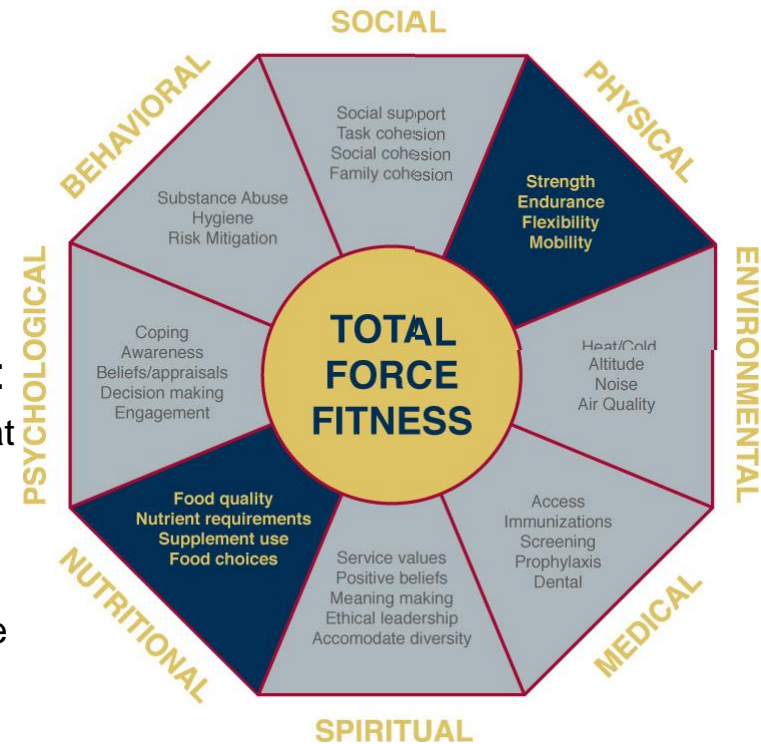 SOCIAL
Social support
Task cohesion
Social cohesion
Family cohesion
PHYSICAL
Strength
Endurance
Flexibility
Mobility
ENVIRONMENTAL
Heat/Cold
Altitude
Noise
Air Quality
MEDICAL
Access
Immunizations
Screening
Prophylaxis
Dental
SPIRITUAL
Service values
Positive beliefs
Meaning making
Ethical leadership
Accomodate diversity
NUTRITIONAL
Food quality
Nutrient requirements
Supplement use
Food choices
PSYCHOLOGICAL
Coping
Awareness
Beliefs/appraisals
Decision making
Engagement
BEHAVIORAL
Substance Abuse
Hygiene
Risk Mitigation
TOTAL
FORCE
FITNESS